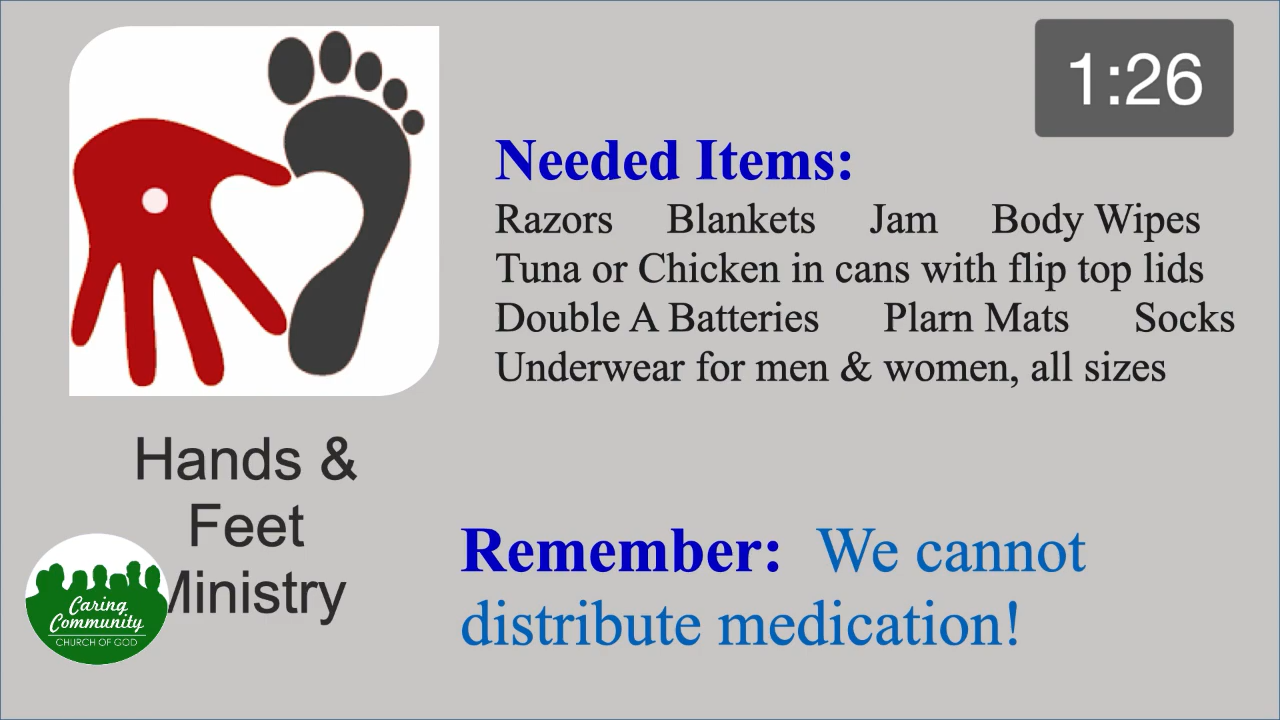 1:26
Needed Items:
Razors Blankets Jam Body Wipes
Tuna or Chicken in cans with flip top lids
Double A Batteries Plarn Mats Socks
Underwear for men & women, all sizes
Hands &
Feet
Ministry
Remember: We cannot
distribute medication!
Caring
Community
CHURCH OF GOD